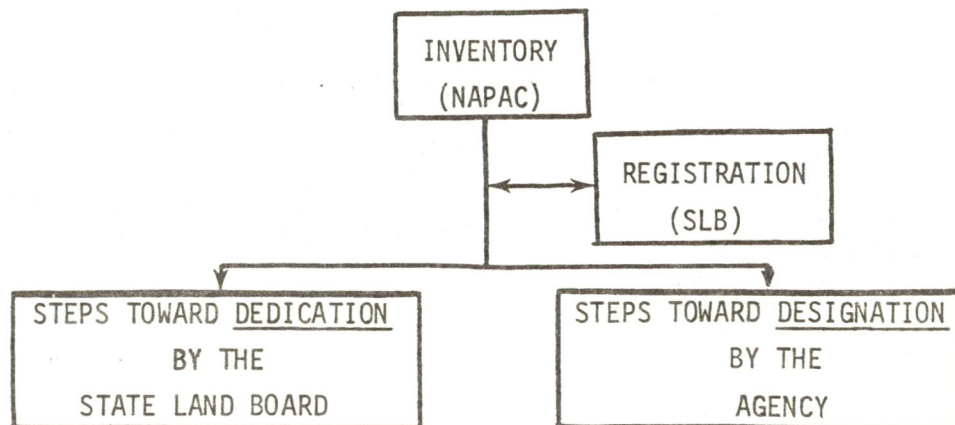 INVENTORY
(NAPAC)
REGISTRATION
(SLB)
STEPS TOWARD DEDICATION
BY THE
STATE LAND BOARD
STEPS TOWARD DESIGNATION
BY THE
AGENCY